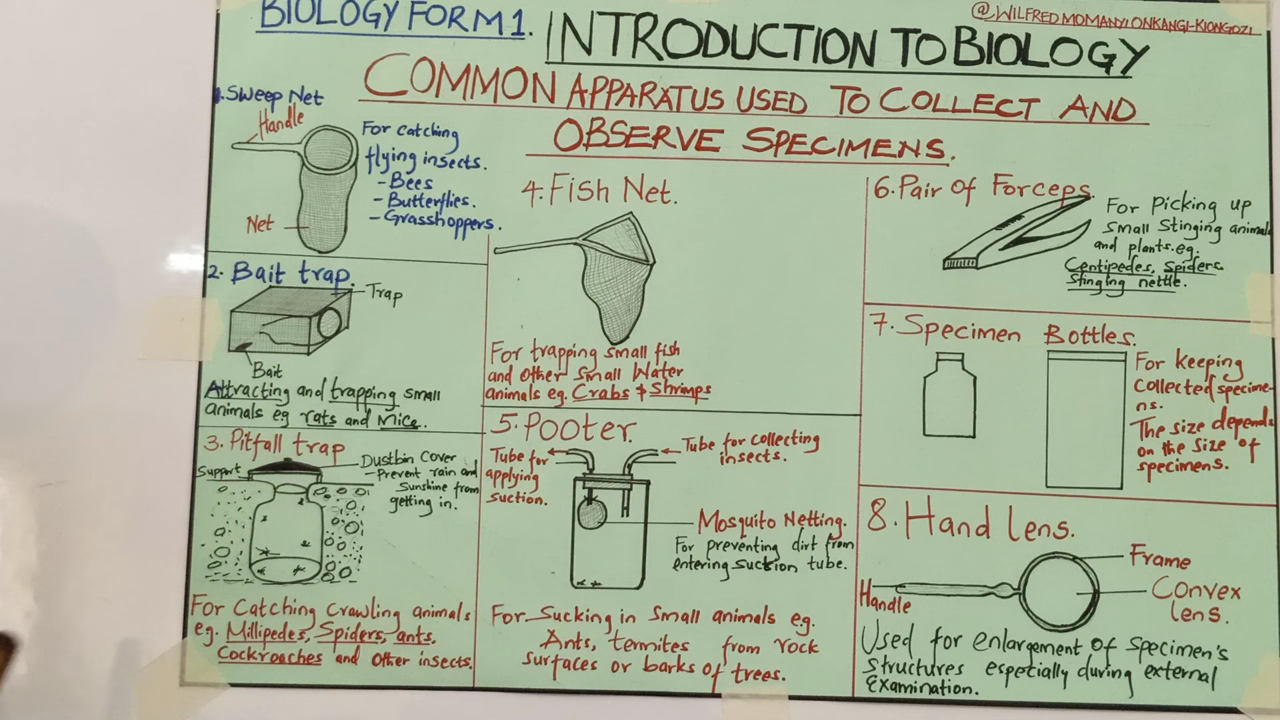 BIOLOGY FORM 1.
@WILFREDMOMANYIONKANGI-KIONGOZI
INTRODUCTION TO BIOLOGY
COMMON APPARATUS USED TO COLLECT AND
OBSERVE SPECIMENS.
1. Sweep Net
Handle
Net
For catching
flying insects.
- Bees
- Butterflies.
- Grasshoppers.
2. Bait trap.
Trap
Bait
Attracting and trapping small
animals eg rats and Mice.
3. Pitfall trap
Support
Dustbin Cover
- Prevent rain and
Sunshine from
getting in.
For Catching Crawling animals
eg. Millipedes, Spiders, ants,
Cockroaches and other insects.
4. Fish Net.
For trapping small fish
and other Small Water
animals eg. Crabs & Shrimps
5. Pooter.
Tube for
applying
suction.
Tube for collecting
insects.
Mosquito Netting.
For preventing dirt from
entering suction tube.
For Sucking in Small animals eg.
Ants, termites from rock
surfaces or barks of trees.
6. Pair of Forceps.
For Picking up
Small Stinging animals
and plants. eg.
Centipedes, Spiders,
Stinging nettle.
7. Specimen Bottles.
For keeping
Collected specime-
ns.
The size depends
on the size of
specimens.
8. Hand lens.
Handle
Frame
Convex
lens.
Used for enlargement of specimen's
structures especially during external
examination.